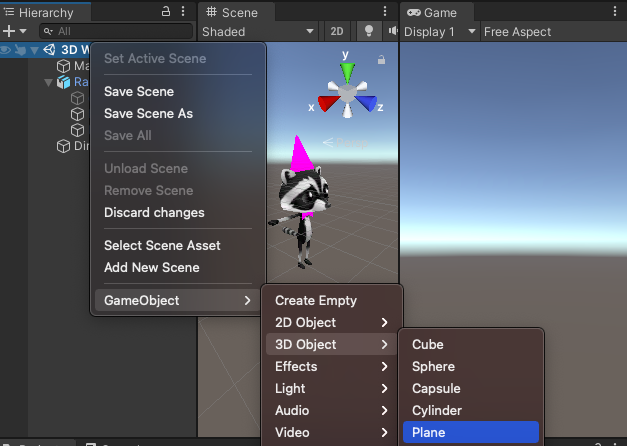 Hierarchy
Scene
Game
All
Shaded
2D
Display 1
Free Aspect
3D W
Ma
Ra
Dir
y
x
z
Set Active Scene
Save Scene
Save Scene As
Save All
Unload Scene
Remove Scene
Discard changes
Select Scene Asset
Add New Scene
GameObject
Create Empty
2D Object
3D Object
Effects
Light
Audio
Video
Cube
Sphere
Capsule
Cylinder
Plane